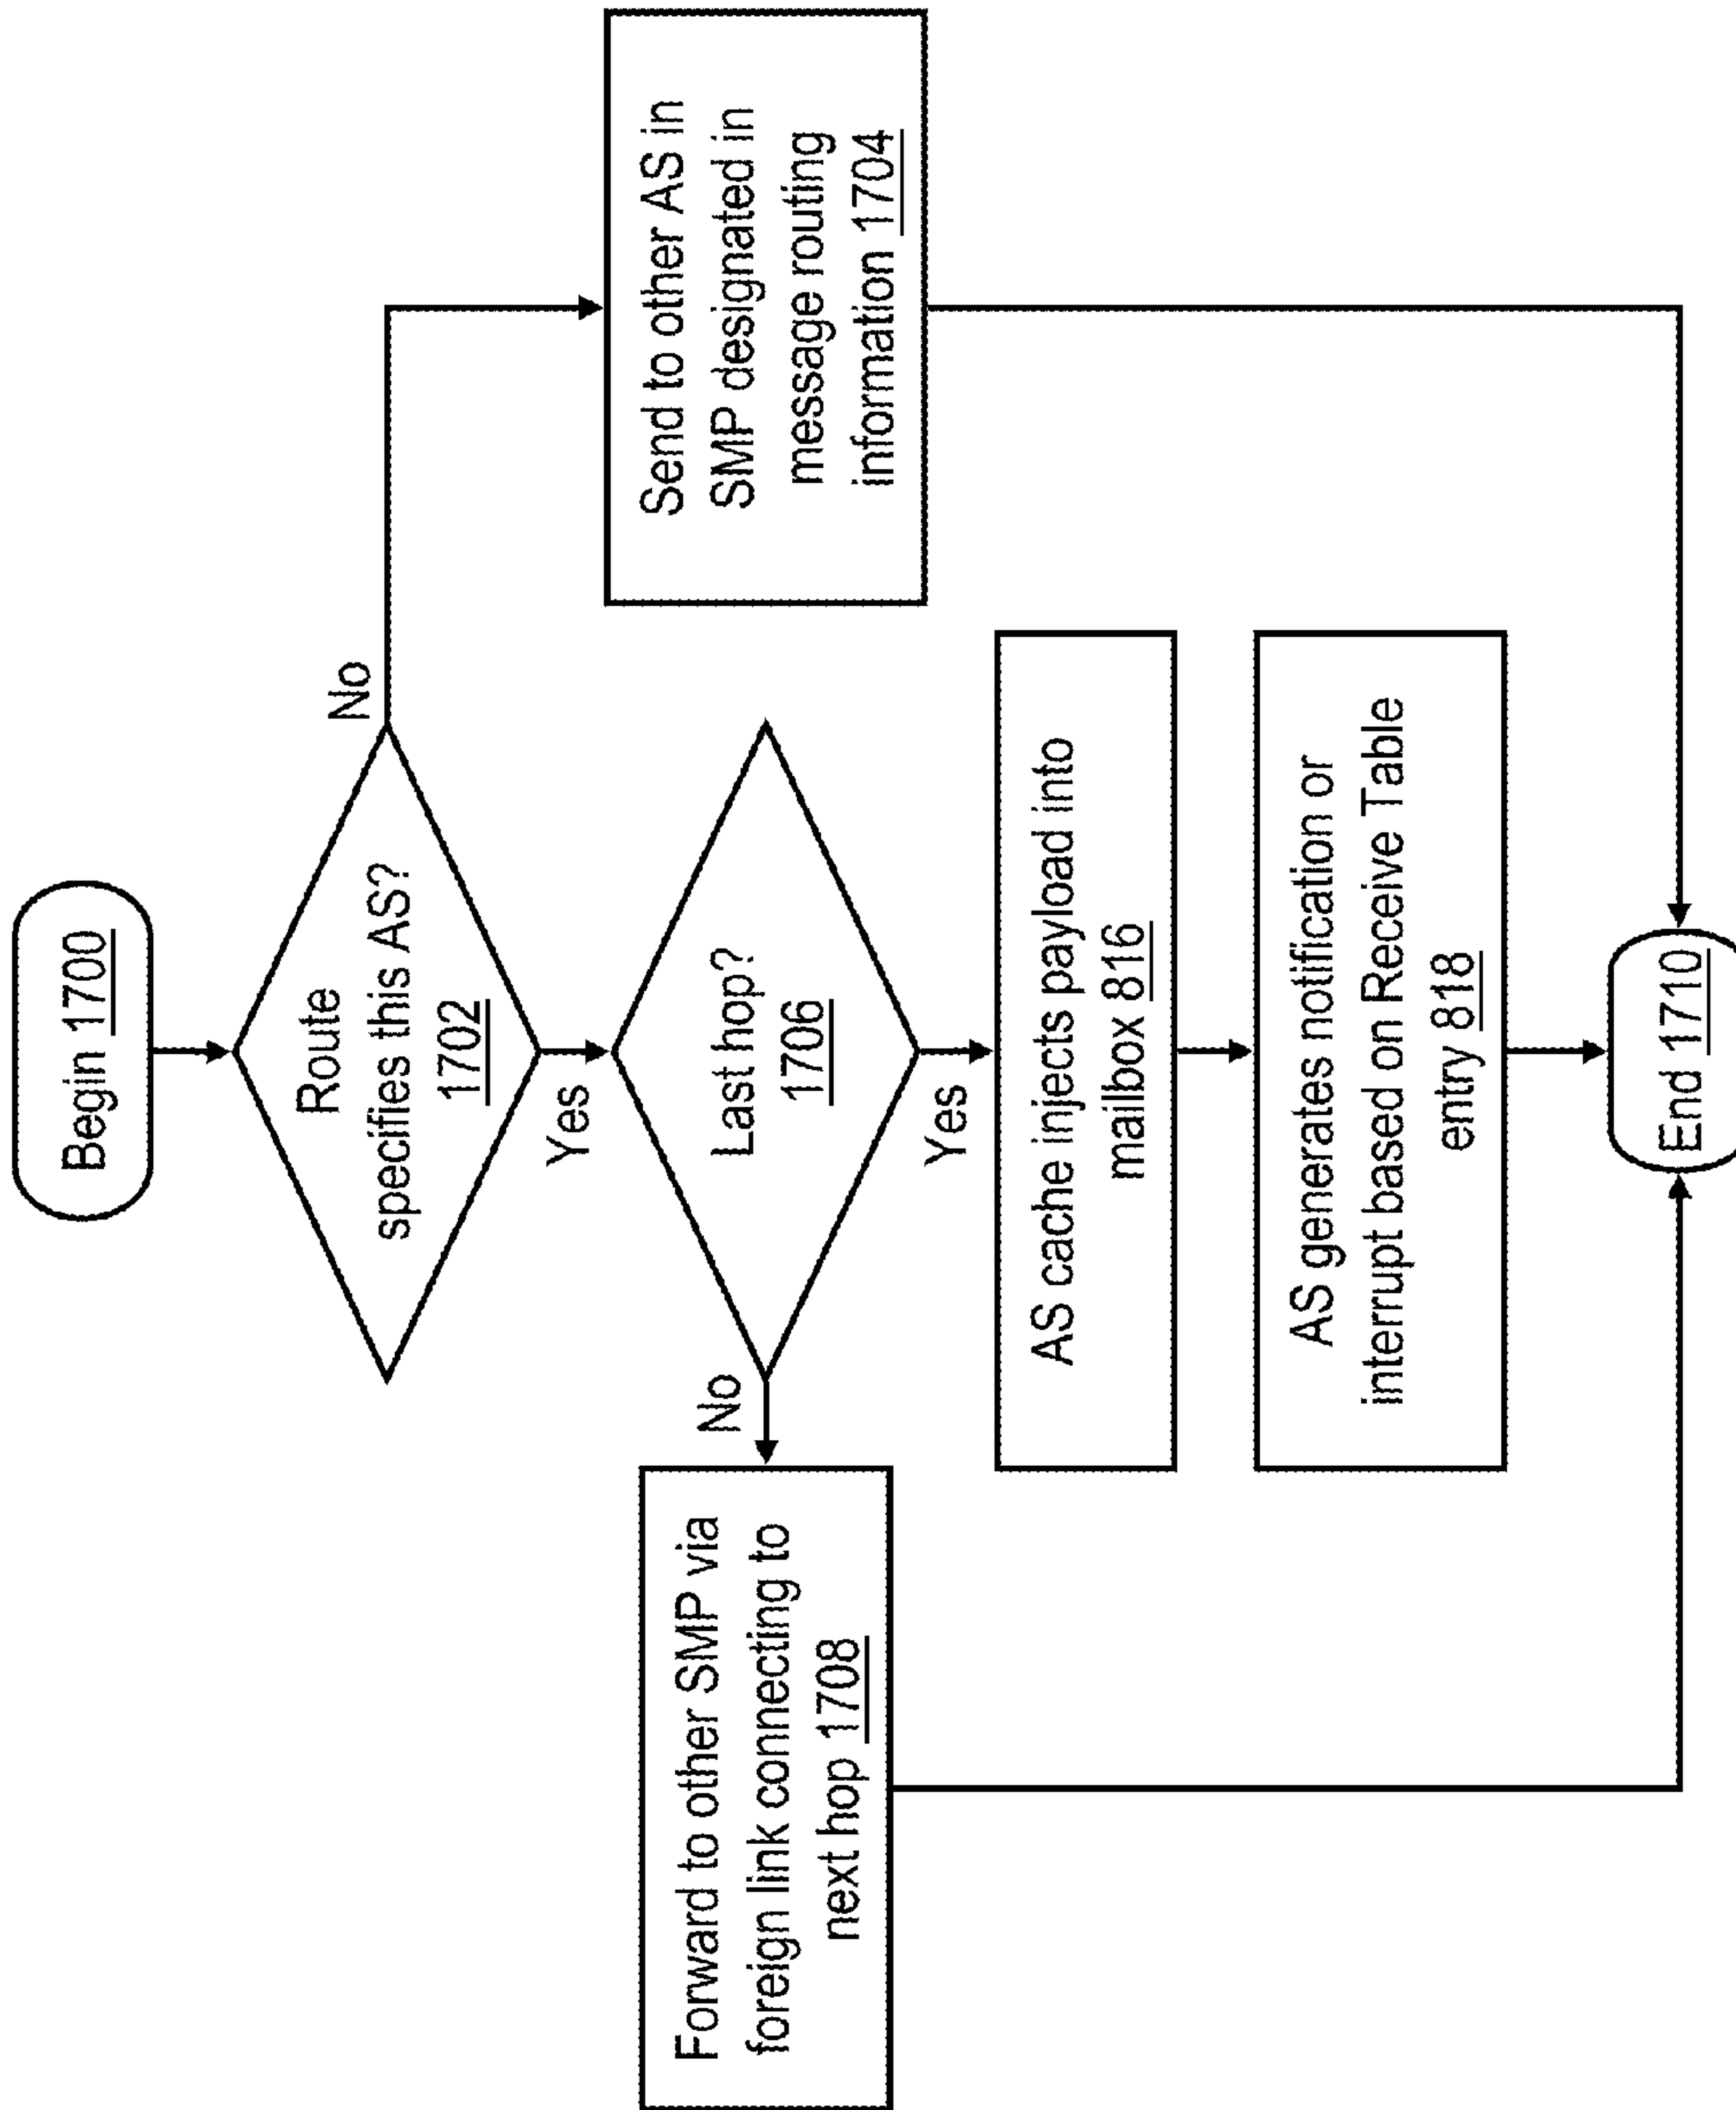 Begin 1700
Route
specifies this AS?
1702
No
Yes
Send to other AS in
SMP designated in
message routing
information 1704
Last hop?
1706
No
Yes
Forward to other SMP via
foreign link connecting to
next hop 1708
AS cache injects payload into
mailbox 816
AS generates notification or
interrupt based on Receive Table
entry 818
End 1710